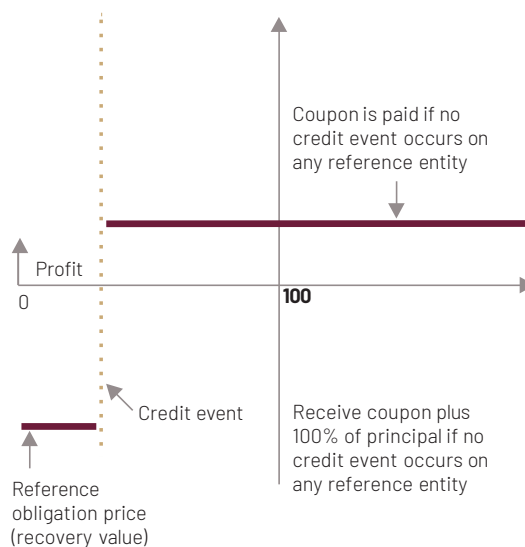 Coupon is paid if no
credit event occurs on
any reference entity
Profit
0
100
Credit event
Receive coupon plus
100% of principal if no
credit event occurs on
any reference entity
Reference
obligation price
(recovery value)